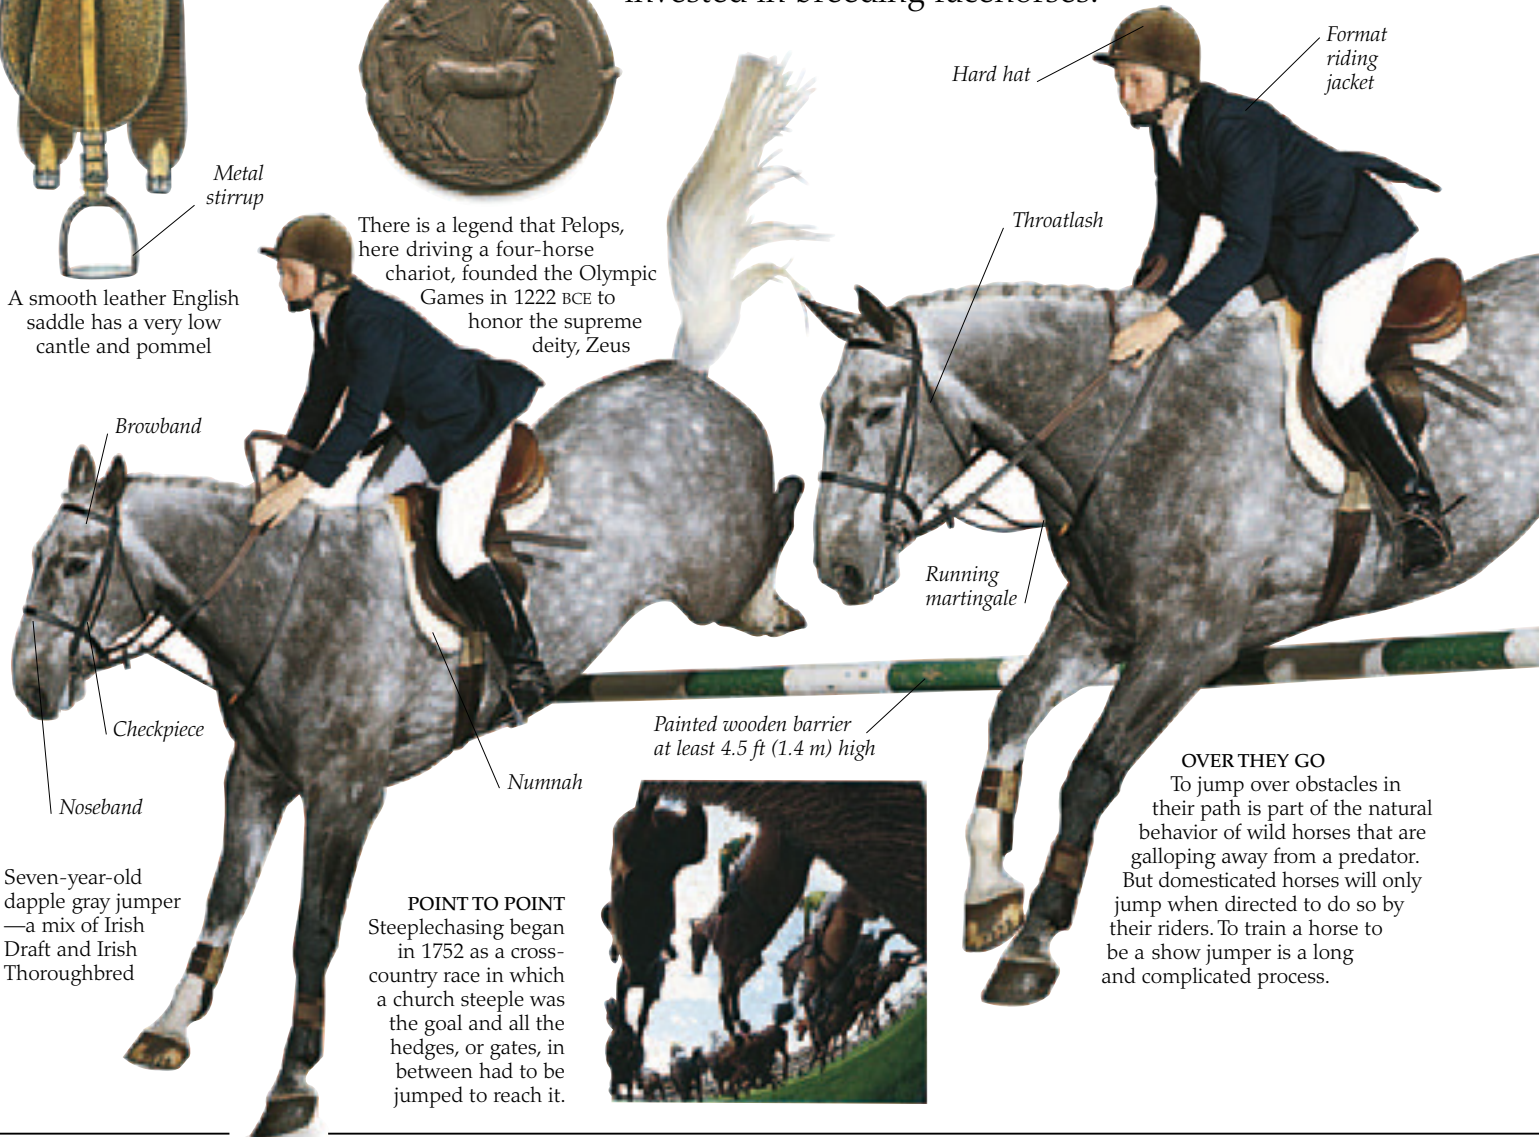 invested in breeding racehorses.
Hard hat
Format
riding
jacket
Metal
stirrup
There is a legend that Pelops,
here driving a four-horse
chariot, founded the Olympic
Games in 1222 BCE to
honor the supreme
deity, Zeus
Throatlash
A smooth leather English
saddle has a very low
cantle and pommel
Browband
Running
martingale
Checkpiece
Painted wooden barrier
at least 4.5 ft (1.4 m) high
Numnah
Noseband
OVER THEY GO
To jump over obstacles in
their path is part of the natural
behavior of wild horses that are
galloping away from a predator.
But domesticated horses will only
jump when directed to do so by
their riders. To train a horse to
be a show jumper is a long
and complicated process.
Seven-year-old
dapple gray jumper
—a mix of Irish
Draft and Irish
Thoroughbred
POINT TO POINT
Steeplechasing began
in 1752 as a cross-
country race in which
a church steeple was
the goal and all the
hedges, or gates, in
between had to be
jumped to reach it.